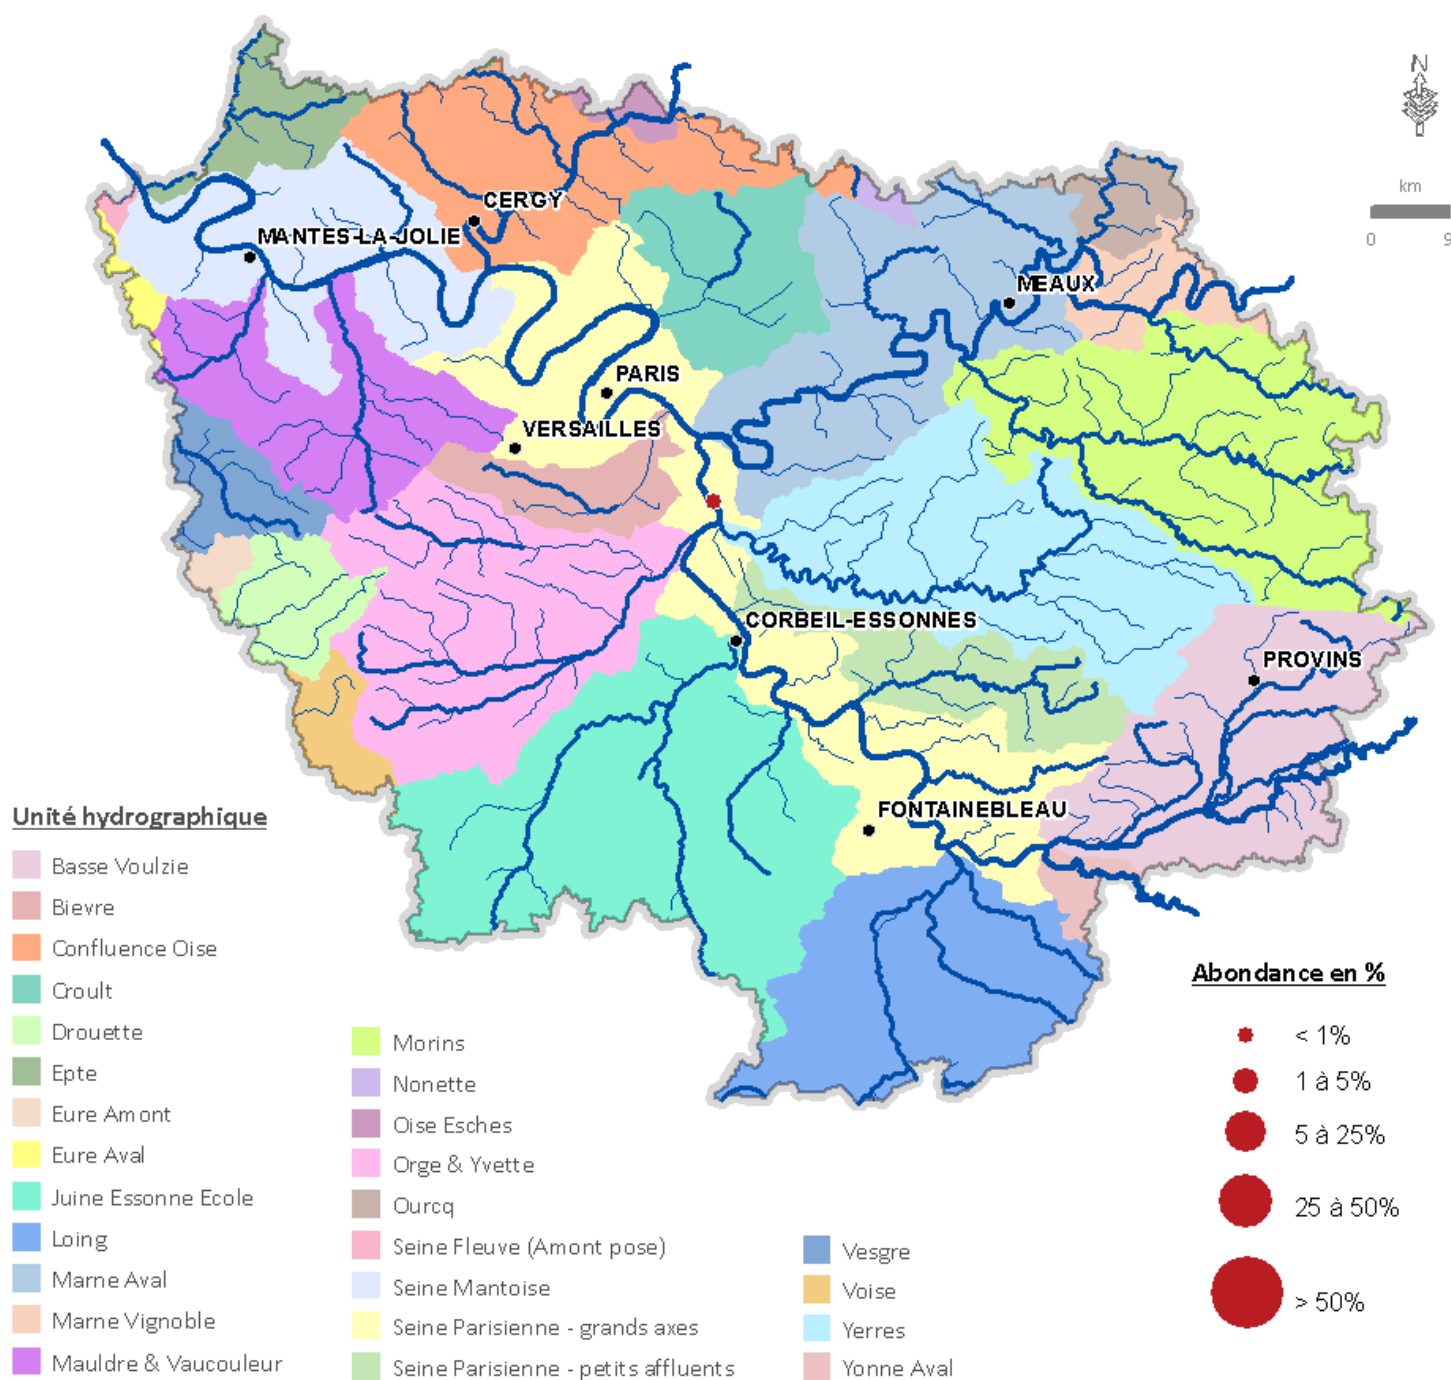 N
km
0 9
CERGY
MANTES-LA-JOLIE
MEAUX
PARIS
VERSAILLES
CORBEIL-ESSONNES
PROVINS
FONTAINEBLEAU
Unité hydrographique
Basse Voulzie
Bievre
Confluence Oise
Croult
Drouette
Epte
Eure Amont
Eure Aval
Juine Essonne Ecole
Loing
Marne Aval
Marne Vignoble
Mauldre & Vaucouleur
Morins
Nonette
Oise Esches
Orge & Yvette
Ourcq
Seine Fleuve (Amont pose)
Seine Mantoise
Seine Parisienne - grands axes
Seine Parisienne - petits affluents
Vesgre
Voise
Yerres
Yonne Aval
Abondance en %
< 1%
1 à 5%
5 à 25%
25 à 50%
> 50%